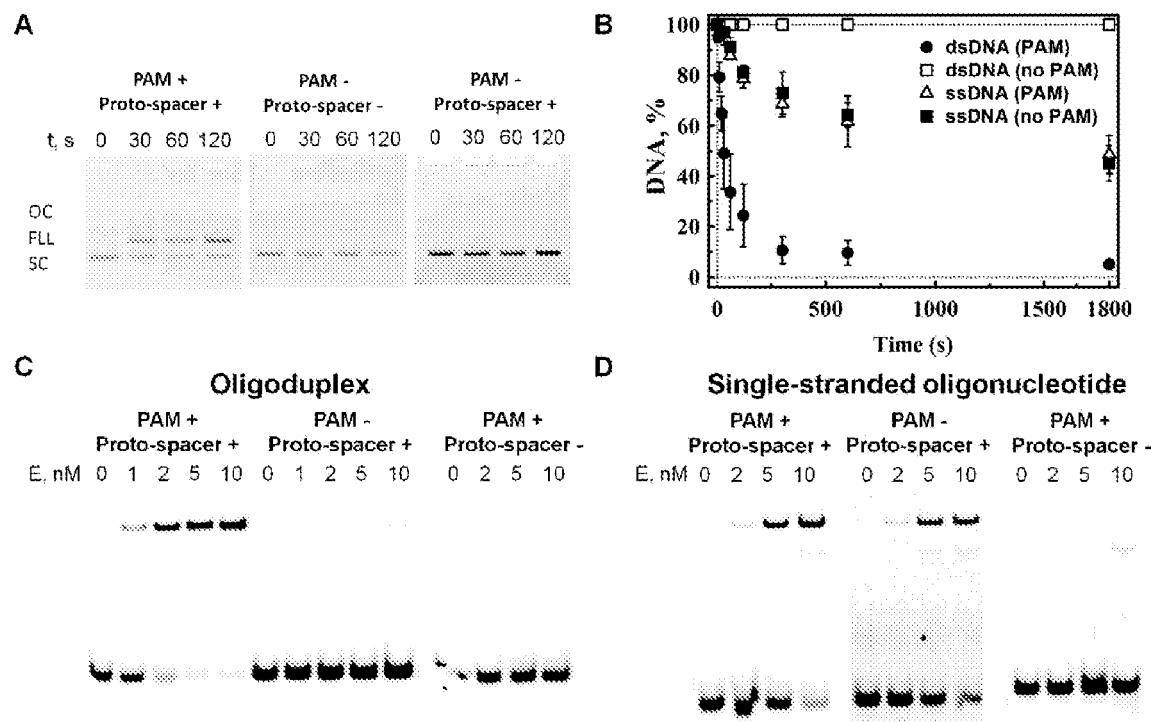 A
PAM + PAM - PAM -
Proto-spacer + Proto-spacer - Proto-spacer +
t, s 0 30 60 120 0 30 60 120 0 30 60 120
OC
FLL
SC
B
DNA, %
100
80
60
40
20
0
dsDNA (PAM)
dsDNA (no PAM)
ssDNA (PAM)
ssDNA (no PAM)
0 500 1000 1500 1800
Time (s)
C
Oligoduplex
PAM + PAM - PAM +
Proto-spacer + Proto-spacer + Proto-spacer -
E, nM 0 1 2 5 10 0 1 2 5 10 0 2 5 10
D
Single-stranded oligonucleotide
PAM + PAM - PAM +
Proto-spacer + Proto-spacer + Proto-spacer -
E, nM 0 2 5 10 0 2 5 10 0 2 5 10